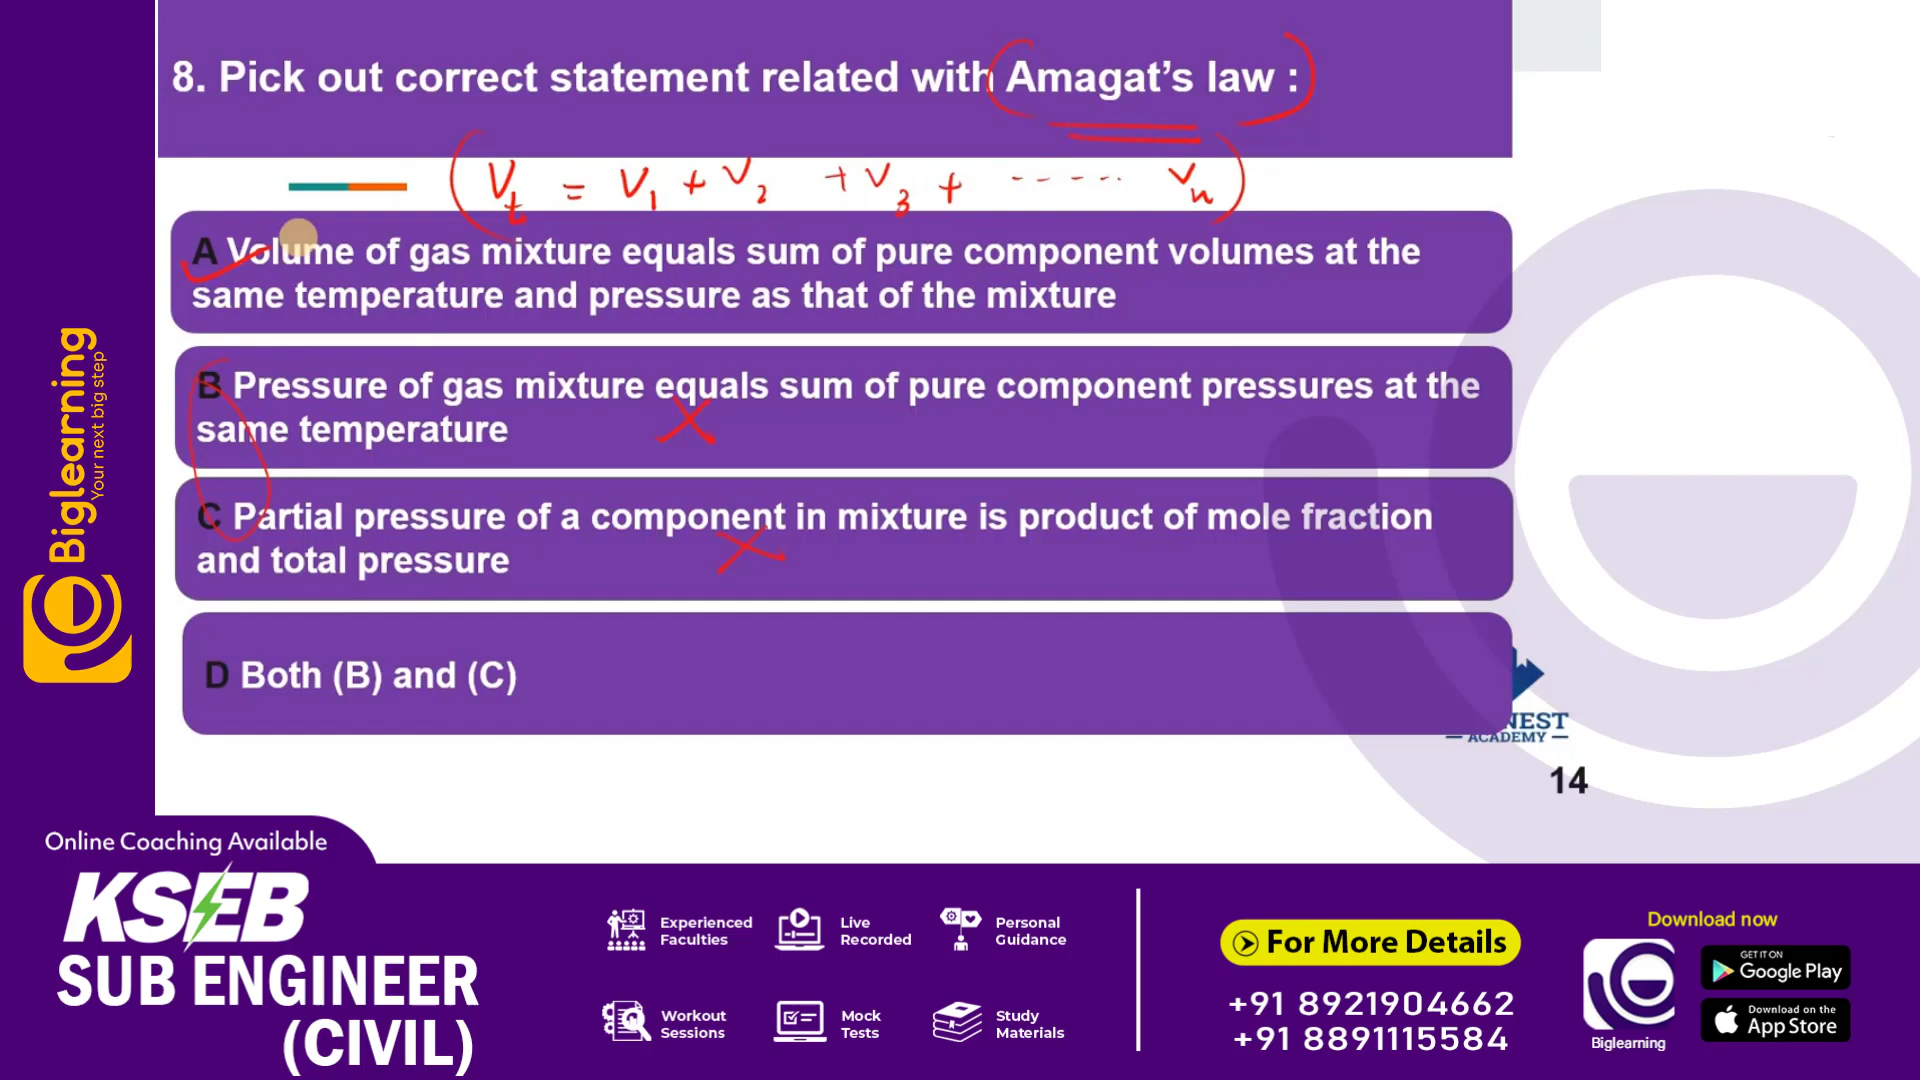 8. Pick out correct statement related with Amagat's law :
Vt = V1 + V2 + V3 + ------ Vn
A Volume of gas mixture equals sum of pure component volumes at the
same temperature and pressure as that of the mixture
B Pressure of gas mixture equals sum of pure component pressures at the
same temperature
C Partial pressure of a component in mixture is product of mole fraction
and total pressure
D Both (B) and (C)
NEST
— ACADEMY —
14
Biglearning
Your next big step
Online Coaching Available
KSEB
SUB ENGINEER
(CIVIL)
Experienced
Faculties
Live
Recorded
Personal
Guidance
Workout
Sessions
Mock
Tests
Study
Materials
For More Details
+91 8921904662
+91 8891115584
Download now
Biglearning
GET IT ON
Google Play
Download on the
App Store